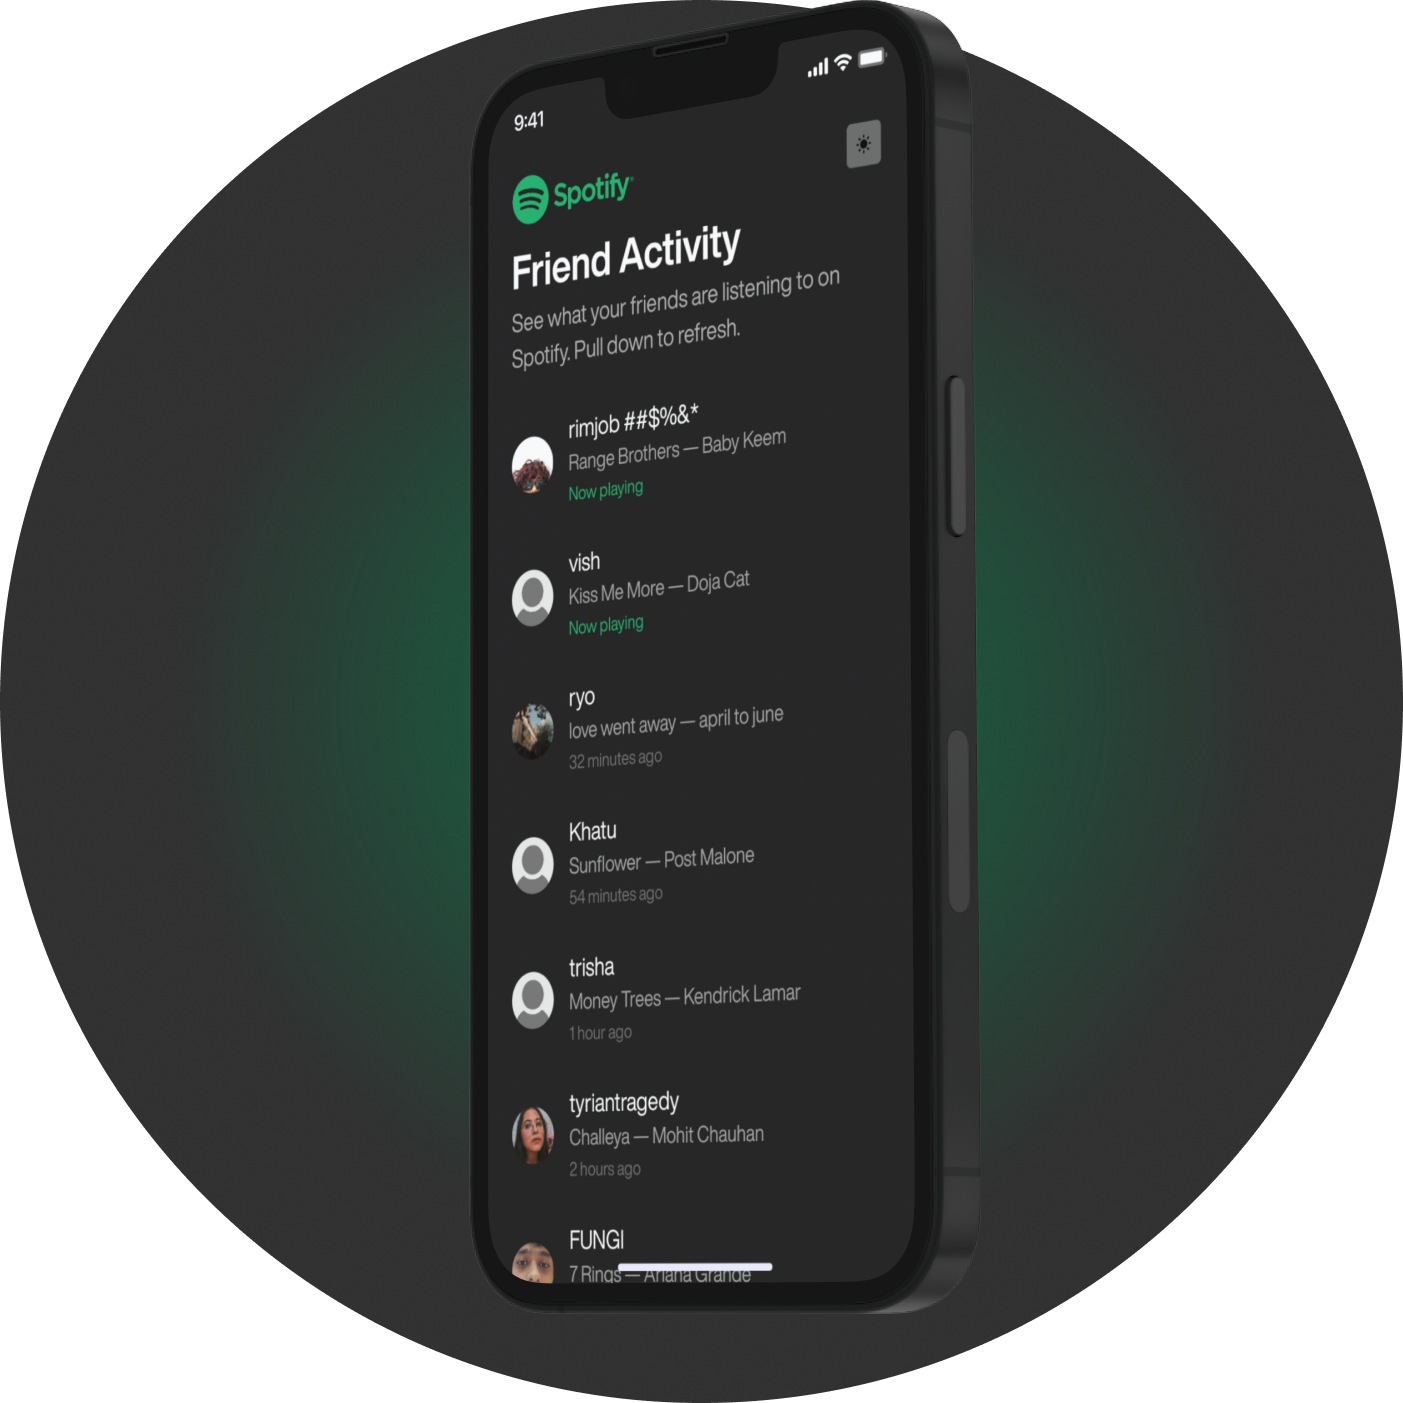 9:41
Spotify
Friend Activity
See what your friends are listening to on
Spotify. Pull down to refresh.
rimjob ##$%&*
Range Brothers — Baby Keem
Now playing
vish
Kiss Me More — Doja Cat
Now playing
ryo
love went away — april to june
32 minutes ago
Khatu
Sunflower — Post Malone
54 minutes ago
trisha
Money Trees — Kendrick Lamar
1 hour ago
tyriantragedy
Challeya — Mohit Chauhan
2 hours ago
FUNGI
7 Rings — Ariana Grande